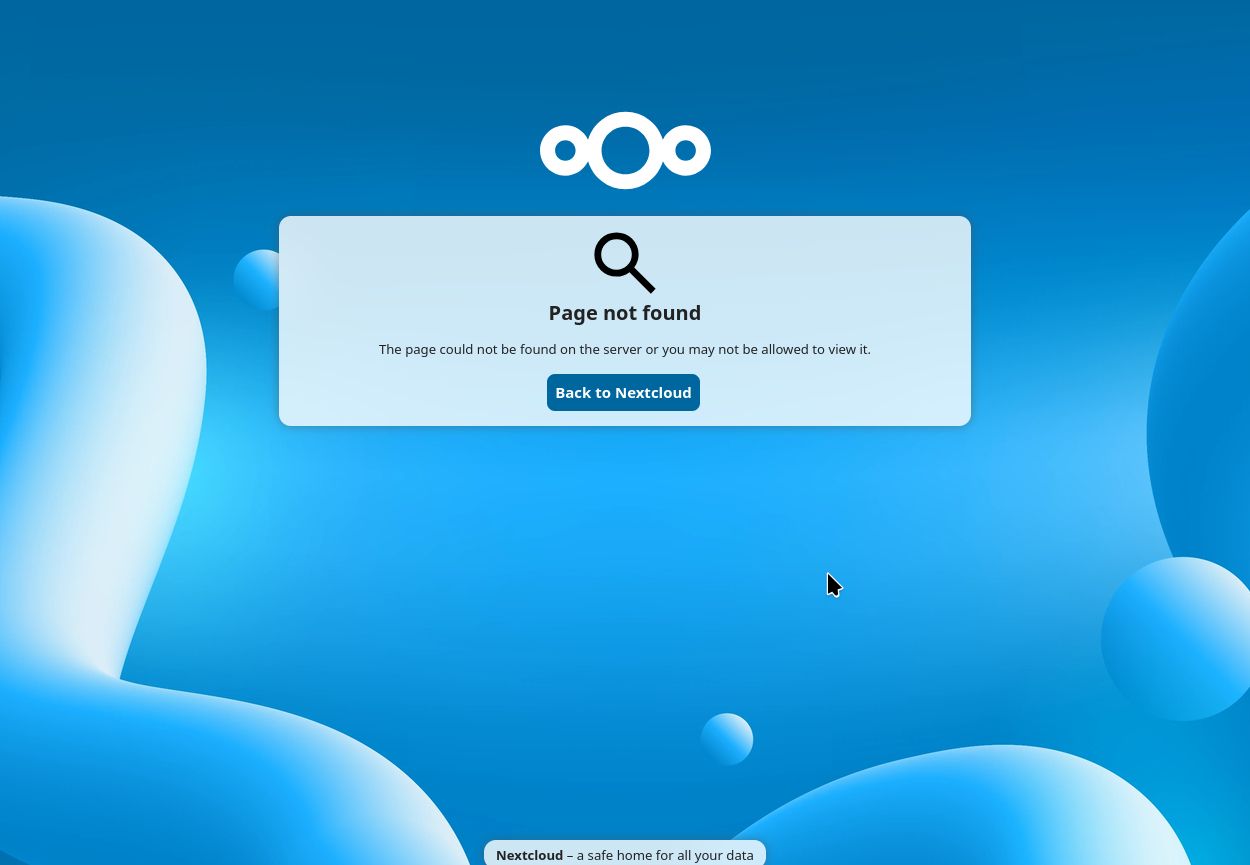 Page not found
The page could not be found on the server or you may not be allowed to view it.
Back to Nextcloud
Nextcloud – a safe home for all your data